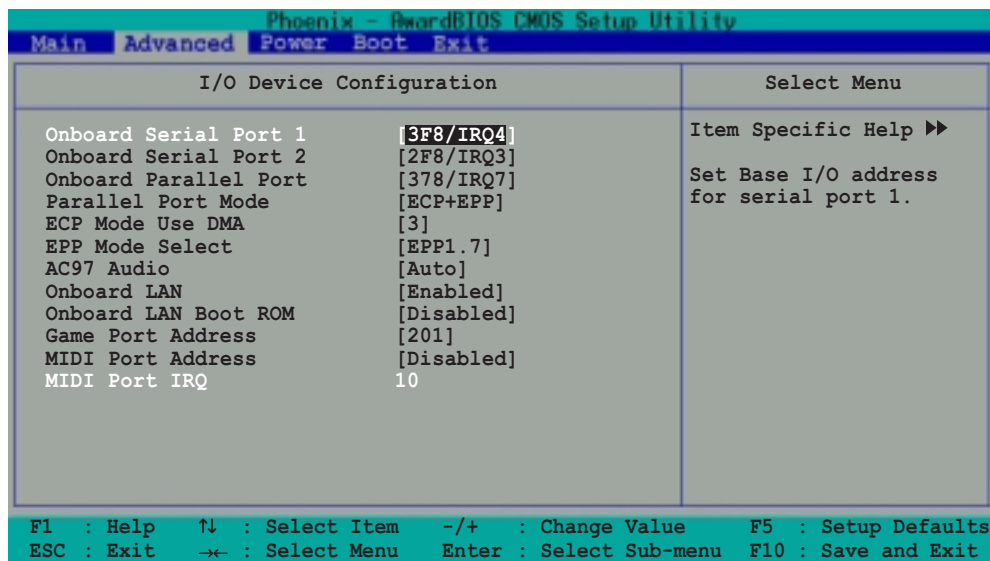 Phoenix - AwardBIOS CMOS Setup Utility
Main Advanced Power Boot Exit
I/O Device Configuration
Select Menu
Onboard Serial Port 1 [3F8/IRQ4]
Onboard Serial Port 2 [2F8/IRQ3]
Onboard Parallel Port [378/IRQ7]
Parallel Port Mode [ECP+EPP]
ECP Mode Use DMA [3]
EPP Mode Select [EPP1.7]
AC97 Audio [Auto]
Onboard LAN [Enabled]
Onboard LAN Boot ROM [Disabled]
Game Port Address [201]
MIDI Port Address [Disabled]
MIDI Port IRQ 10
Item Specific Help ▶▶
Set Base I/O address
for serial port 1.
F1 : Help ↑↓ : Select Item -/+ : Change Value F5 : Setup Defaults
ESC : Exit →← : Select Menu Enter : Select Sub-menu F10 : Save and Exit